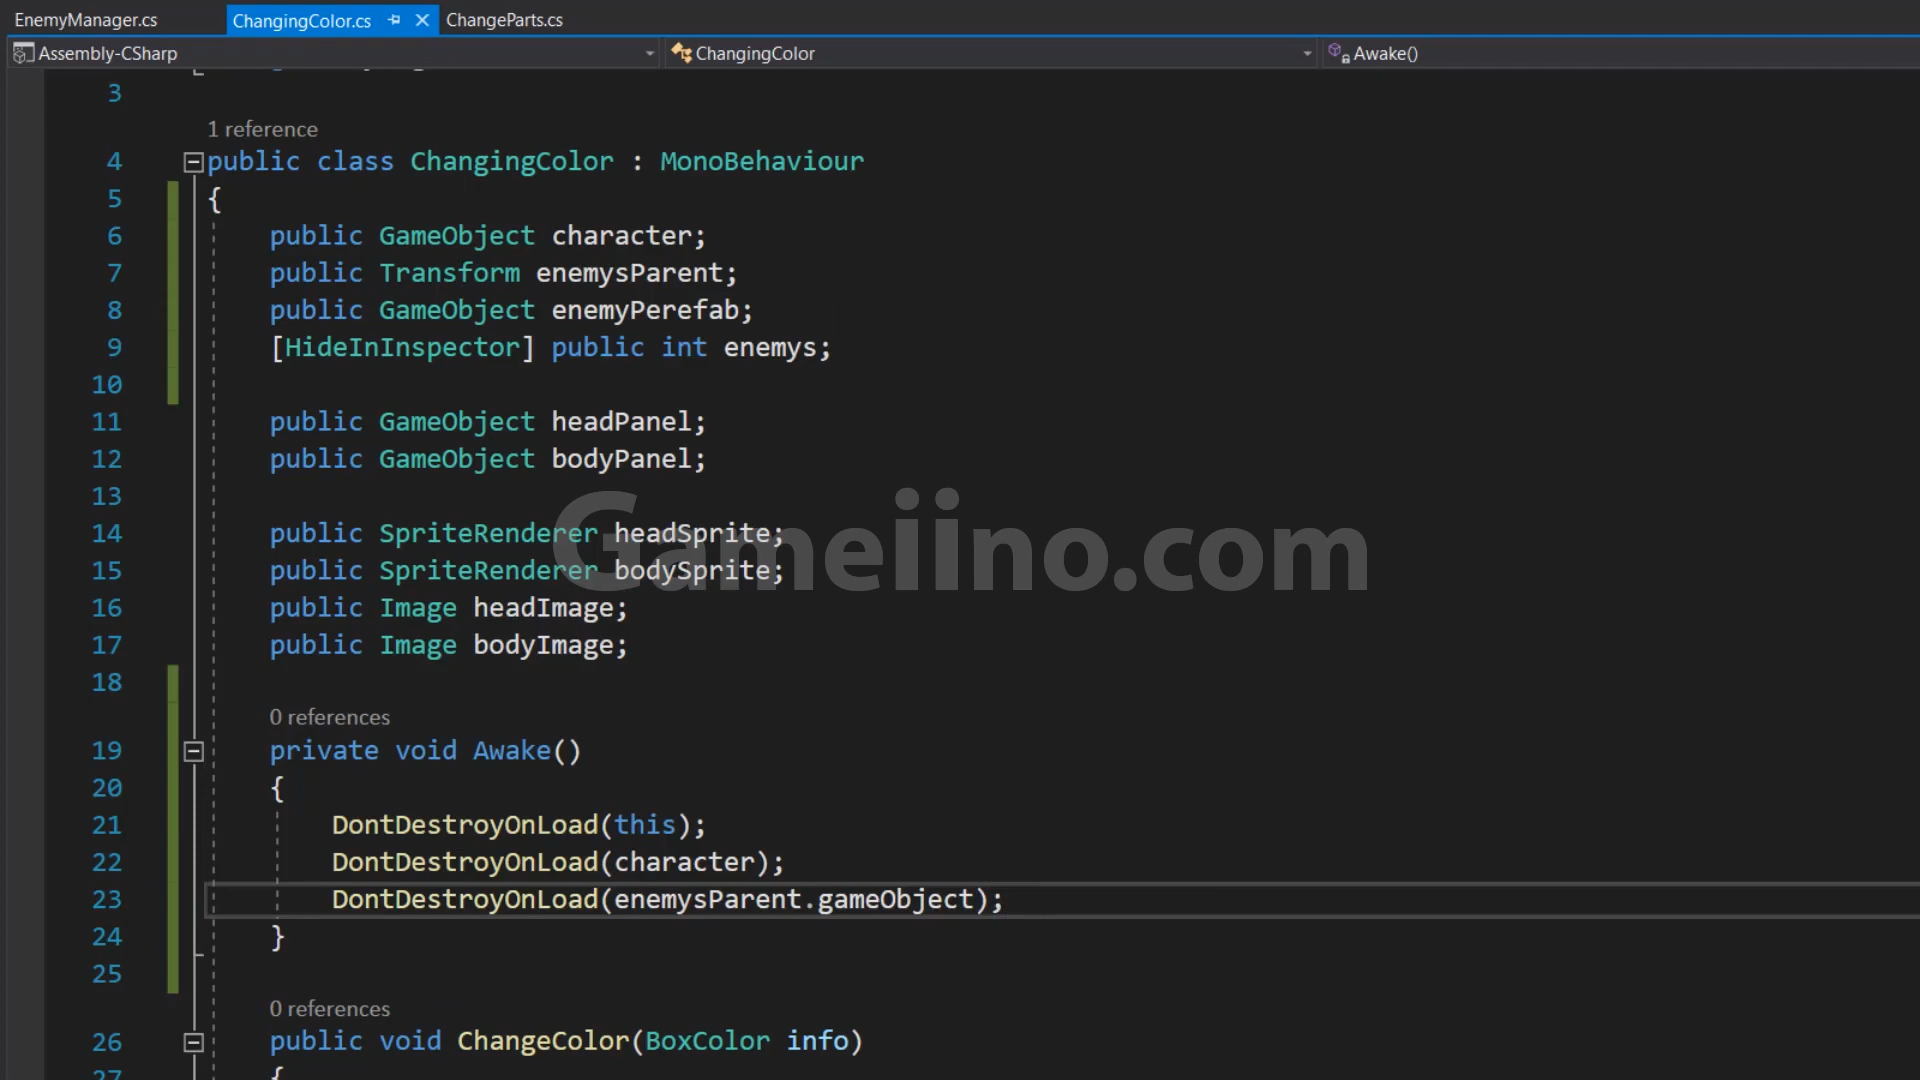 EnemyManager.cs ChangingColor.cs ChangeParts.cs
Assembly-CSharp ChangingColor Awake()
3
1 reference
4 public class ChangingColor : MonoBehaviour
5 {
6 public GameObject character;
7 public Transform enemysParent;
8 public GameObject enemyPerefab;
9 [HideInInspector] public int enemys;
10
11 public GameObject headPanel;
12 public GameObject bodyPanel;
13
14 public SpriteRenderer headSprite;
Gameiino.com
15 public SpriteRenderer bodySprite;
16 public Image headImage;
17 public Image bodyImage;
18
0 references
19 private void Awake()
20 {
21 DontDestroyOnLoad(this);
22 DontDestroyOnLoad(character);
23 DontDestroyOnLoad(enemysParent.gameObject);
24 }
25
0 references
26 public void ChangeColor(BoxColor info)
27 {